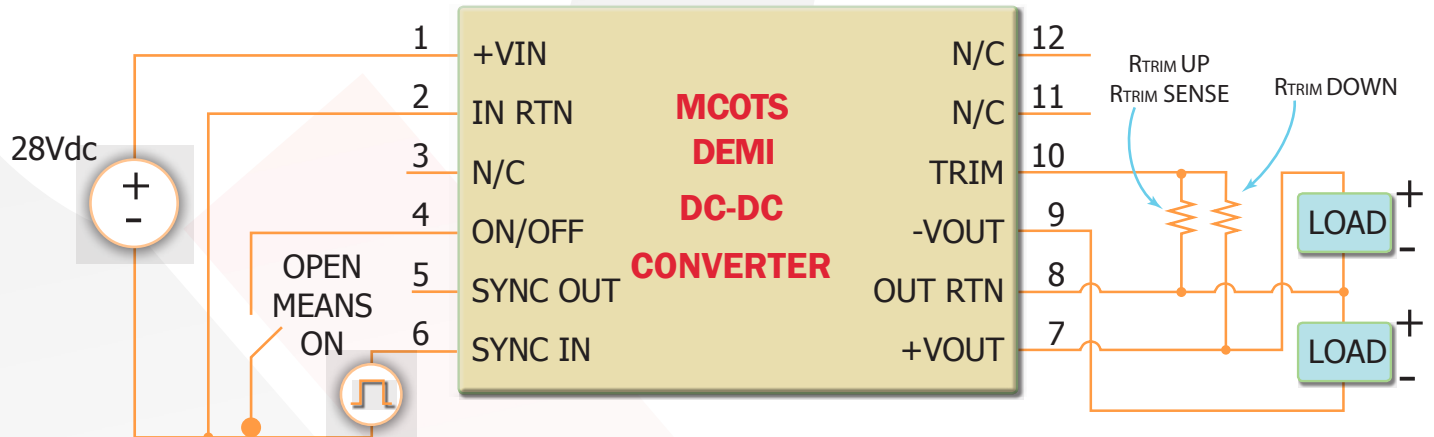 28Vdc
+
-
OPEN
MEANS
ON
1
2
3
4
5
6
+VIN
IN RTN
N/C
ON/OFF
SYNC OUT
SYNC IN
MCOTS
DEMI
DC-DC
CONVERTER
N/C
N/C
TRIM
-VOUT
OUT RTN
+VOUT
12
11
10
9
8
7
RTRIM UP
RTRIM SENSE
RTRIM DOWN
LOAD
+
-
LOAD
+
-